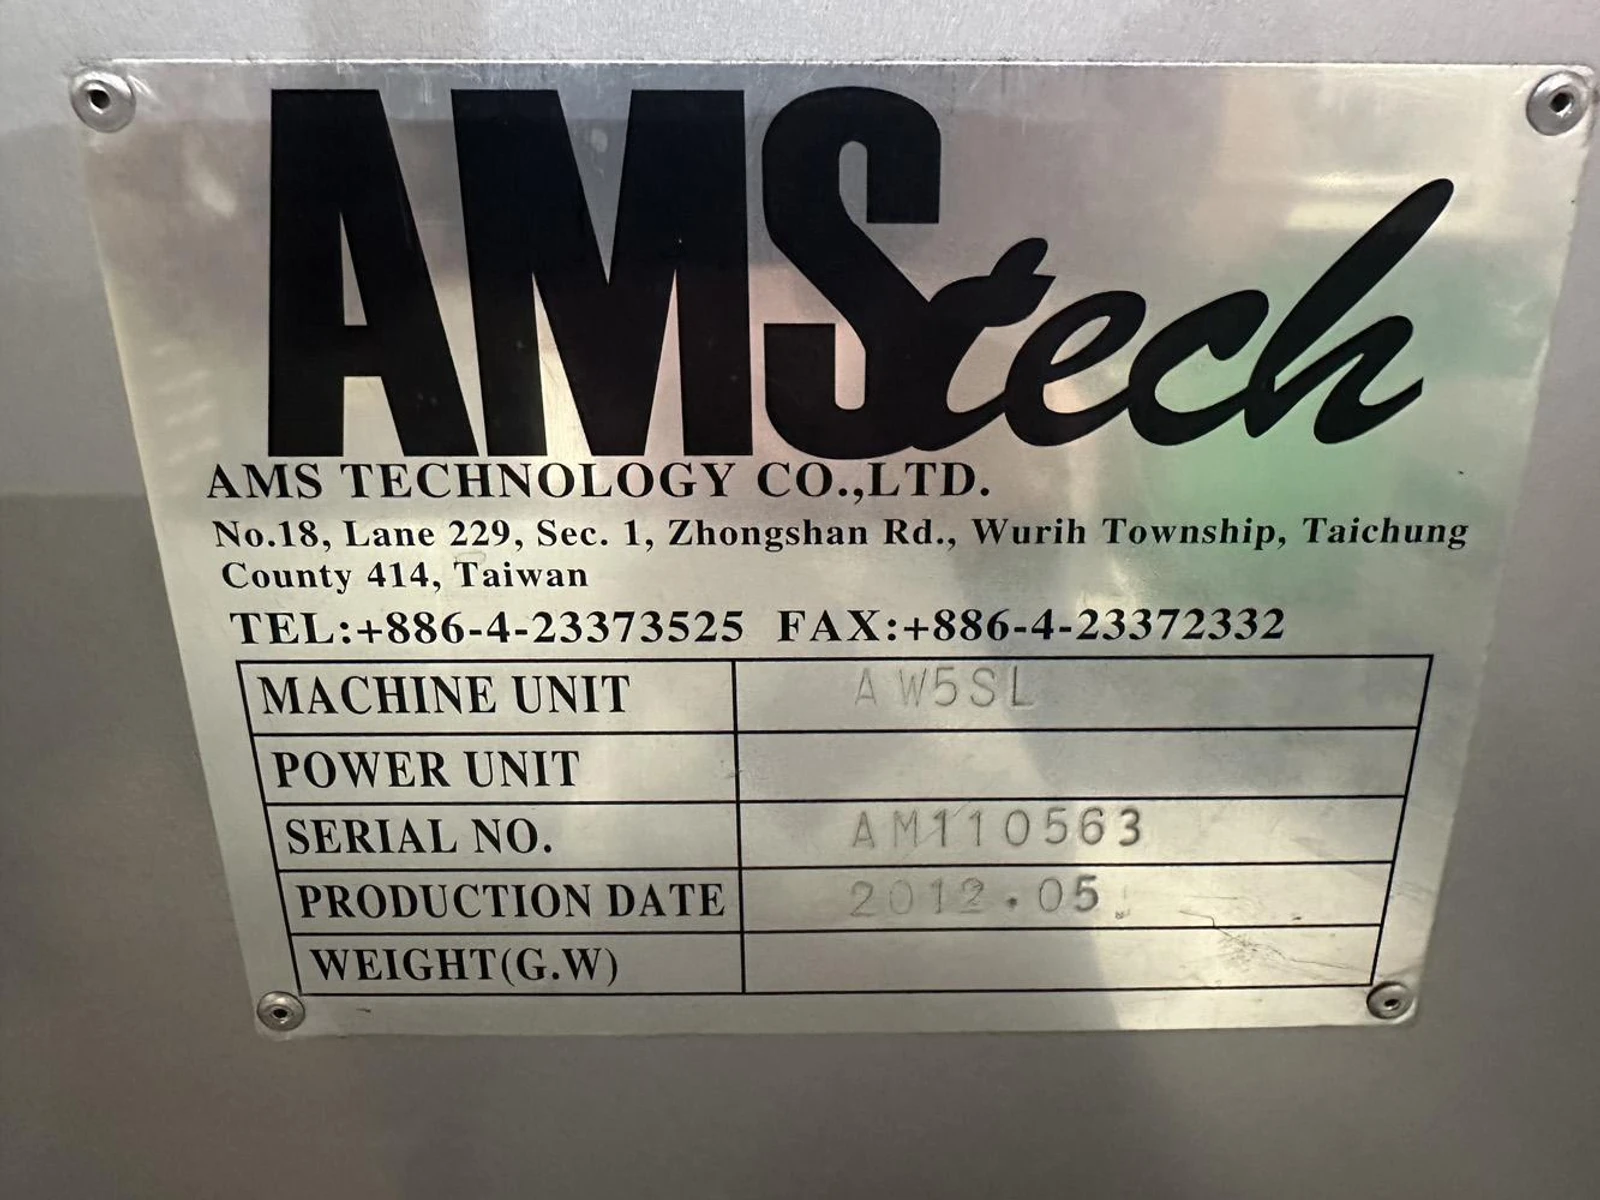 AMStech
AMS TECHNOLOGY CO.,LTD.
No.18, Lane 229, Sec. 1, Zhongshan Rd., Wurih Township, Taichung
County 414, Taiwan
TEL:+886-4-23373525 FAX:+886-4-23372332
MACHINE UNIT AW5SL
POWER UNIT
SERIAL NO. AM110563
PRODUCTION DATE 2012.05
WEIGHT(G.W)